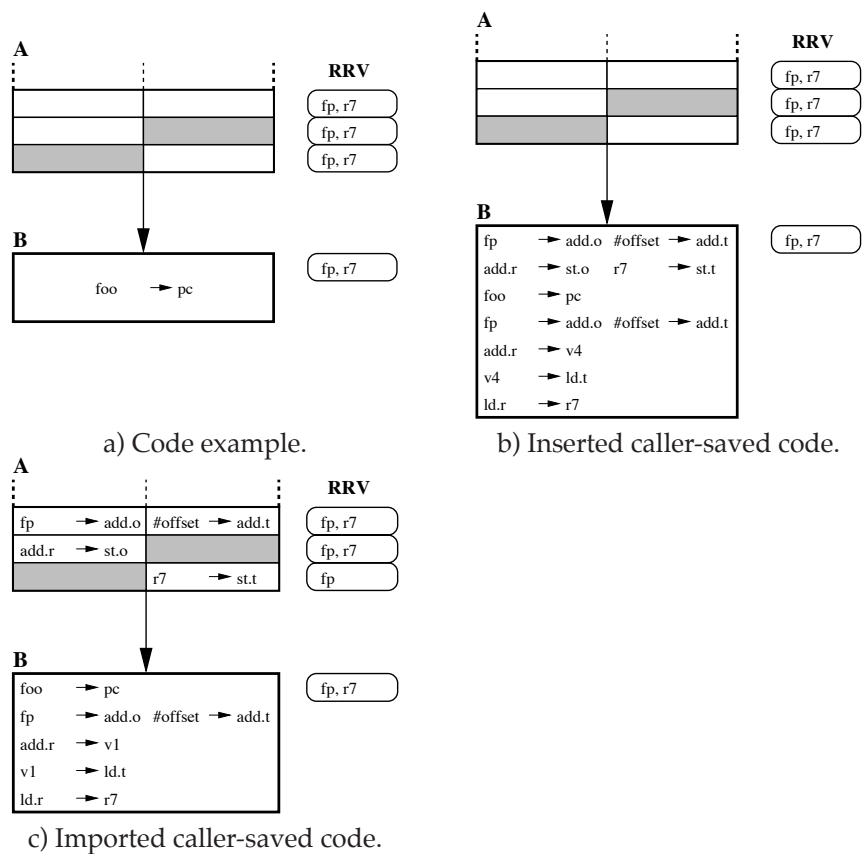 A
RRV
fp, r7
fp, r7
fp, r7
B
foo → pc
fp, r7
a) Code example.
A
RRV
fp, r7
fp, r7
fp, r7
B
fp → add.o #offset → add.t
fp, r7
add.r → st.o r7 → st.t
foo → pc
fp → add.o #offset → add.t
add.r → v4
v4 → ld.t
ld.r → r7
b) Inserted caller-saved code.
A
RRV
fp → add.o #offset → add.t
fp, r7
add.r → st.o
fp, r7
r7 → st.t
fp
B
foo → pc
fp, r7
fp → add.o #offset → add.t
add.r → v1
v1 → ld.t
ld.r → r7
c) Imported caller-saved code.